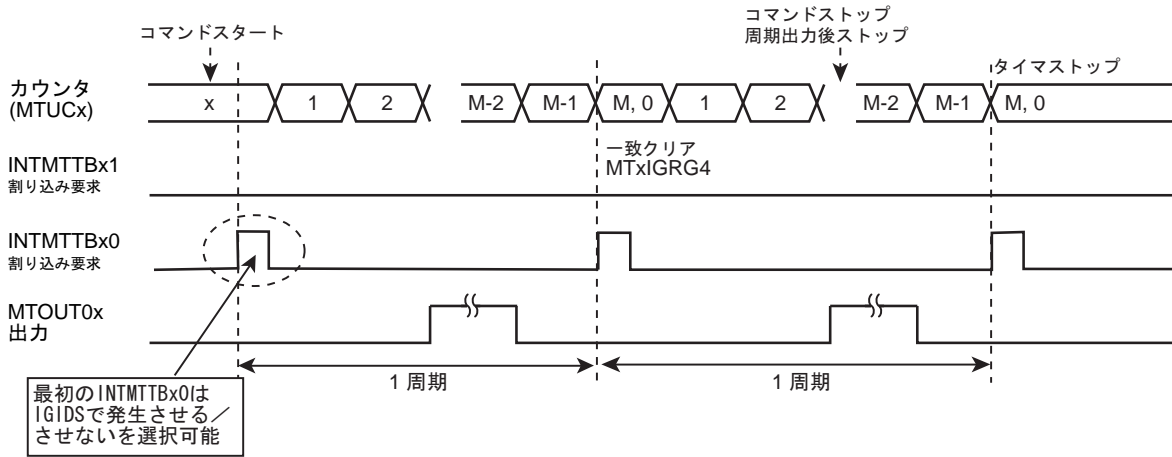 コマンドスタート
コマンドストップ
周期出力後ストップ
タイマストップ
カウンタ
(MTUCx)
x 1 2 M-2 M-1 M, 0 1 2 M-2 M-1 M, 0
一致クリア
MTxIGRG4
INTMTTBx1
割り込み要求
INTMTTBx0
割り込み要求
MTOUT0x
出力
1 周期 1 周期
最初のINTMTTBx0は
IGIDSで発生させる／
させないを選択可能